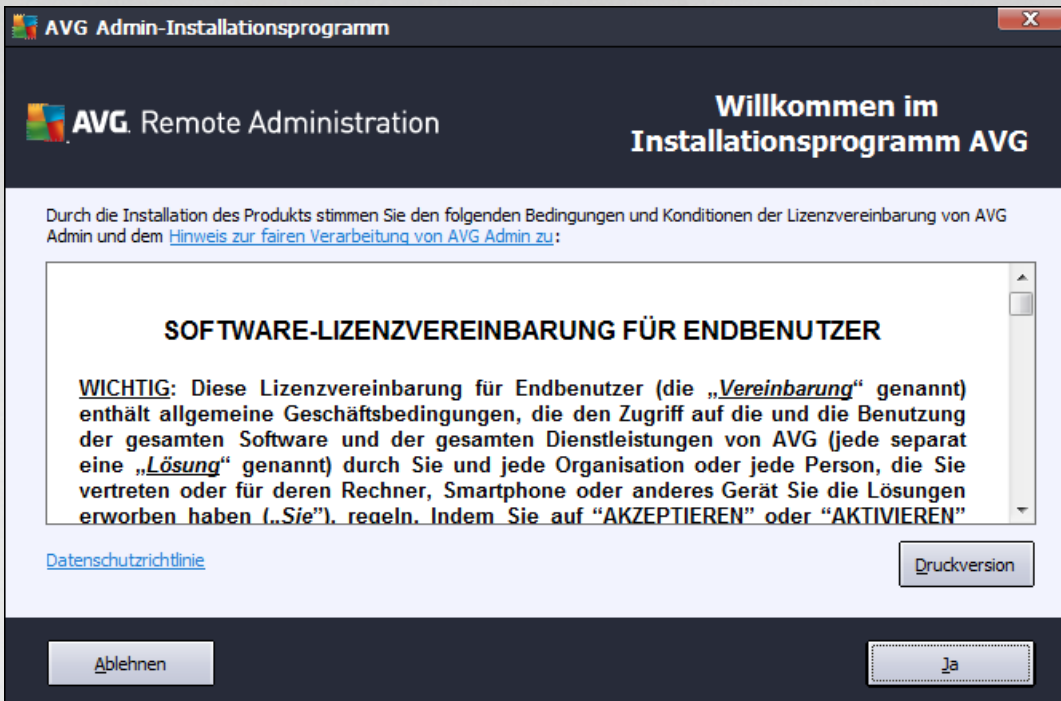 AVG Admin-Installationsprogramm
AVG. Remote Administration
Willkommen im
Installationsprogramm AVG
Durch die Installation des Produkts stimmen Sie den folgenden Bedingungen und Konditionen der Lizenzvereinbarung von AVG
Admin und dem Hinweis zur fairen Verarbeitung von AVG Admin zu:
SOFTWARE-LIZENZVEREINBARUNG FÜR ENDBENUTZER
WICHTIG: Diese Lizenzvereinbarung für Endbenutzer (die „Vereinbarung“ genannt)
enthält allgemeine Geschäftsbedingungen, die den Zugriff auf die und die Benutzung
der gesamten Software und der gesamten Dienstleistungen von AVG (jede separat
eine „Lösung“ genannt) durch Sie und jede Organisation oder jede Person, die Sie
vertreten oder für deren Rechner, Smartphone oder anderes Gerät Sie die Lösungen
erworben haben („Sie”), regeln. Indem Sie auf “AKZEPTIEREN” oder “AKTIVIEREN”
Datenschutzrichtlinie
Druckversion
Ablehnen
Ja